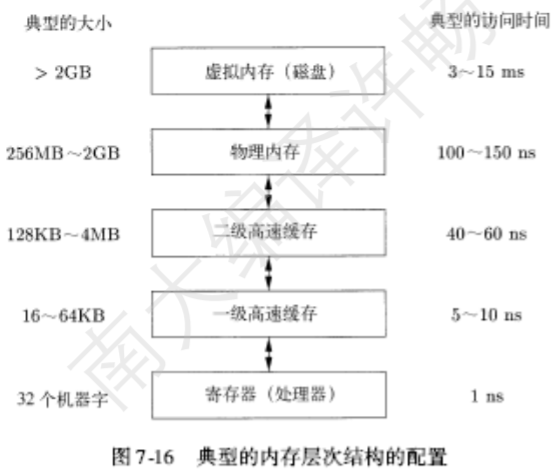 典型的大小 典型的访问时间
> 2GB 虚拟内存（磁盘） 3～15 ms
256MB～2GB 物理内存 100～150 ns
128KB～4MB 二级高速缓存 40～60 ns
16～64KB 一级高速缓存 5～10 ns
32 个机器字 寄存器（处理器） 1 ns
图 7-16 典型的内存层次结构的配置
南大编译许畅